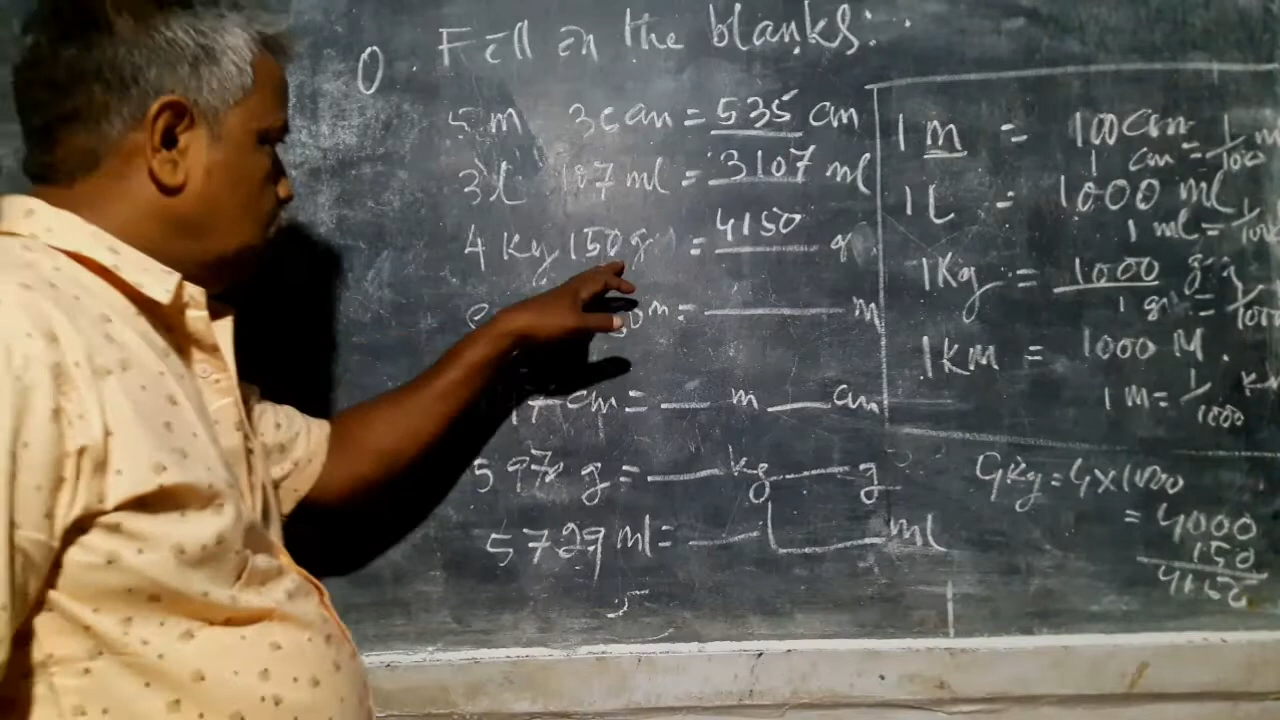 Q. Fill in the blanks:
5 m 35 cm = 535 cm
3 l 107 ml = 3107 ml
4 Kg 150 g = 4150 g
m = m
cm = m cm
g = kg g
5729 ml = L ml
1 m = 100 cm
1 cm = 1/100 m
1 L = 1000 ml
1 ml = 1/1000
1 Kg = 1000 g
1 gr = 1/1000
1 KM = 1000 M.
1 M = 1/1000 KM
4 Kg = 4 x 1000
= 4000
150
4150